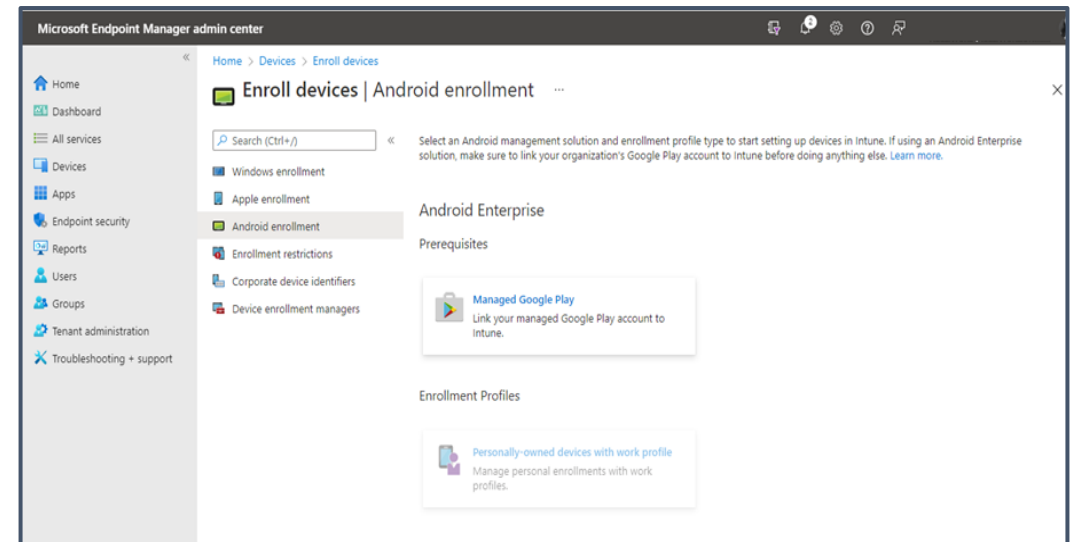 Microsoft Endpoint Manager admin center
2
«
Home
Dashboard
All services
Devices
Apps
Endpoint security
Reports
Users
Groups
Tenant administration
Troubleshooting + support
Home > Devices > Enroll devices
Enroll devices | Android enrollment ...
Search (Ctrl+/)
«
Windows enrollment
Apple enrollment
Android enrollment
Enrollment restrictions
Corporate device identifiers
Device enrollment managers
Select an Android management solution and enrollment profile type to start setting up devices in Intune. If using an Android Enterprise
solution, make sure to link your organization's Google Play account to Intune before doing anything else. Learn more.
Android Enterprise
Prerequisites
Managed Google Play
Link your managed Google Play account to
Intune.
Enrollment Profiles
Personally-owned devices with work profile
Manage personal enrollments with work
profiles.